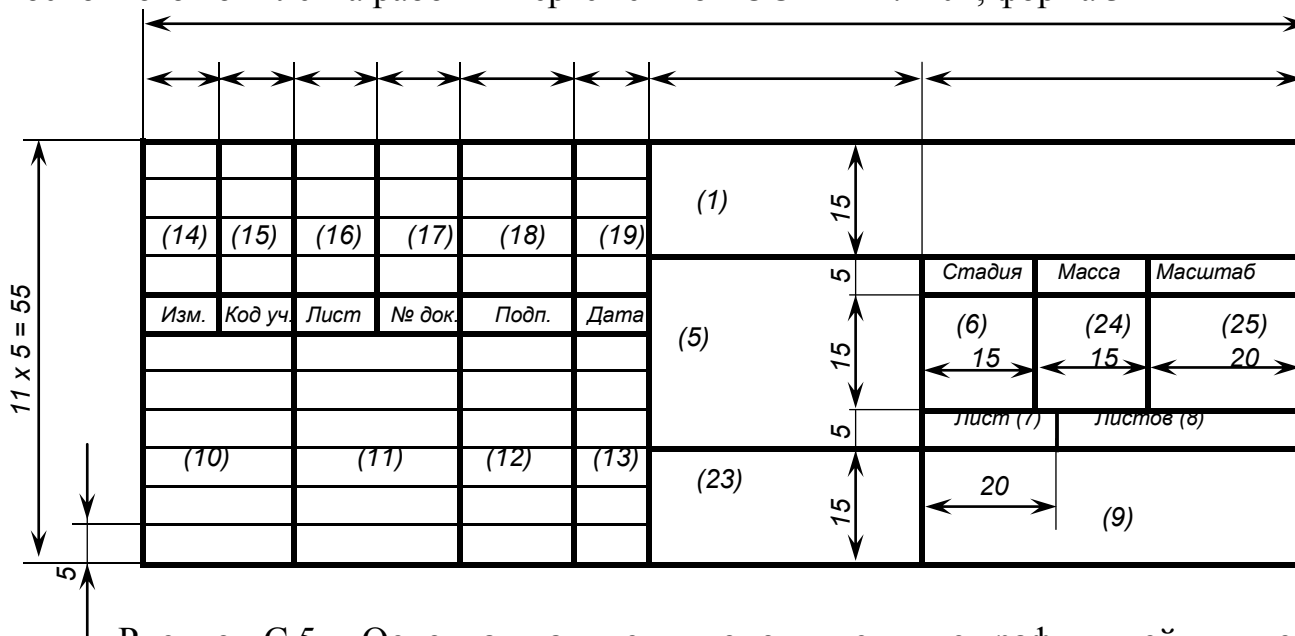 (1)
15
(14) (15) (16) (17) (18) (19)
5 Стадия Масса Масштаб
Изм. Код уч. Лист № док. Подп. Дата
(5)
(6) (24) (25)
15 15 15 20
11 х 5 = 55
5 Лист (7) Листов (8)
(10) (11) (12) (13)
(23)
15
20
(9)
5